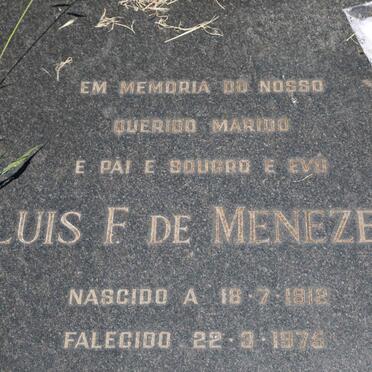 EM MEMORIA DO NOSSO
QUERIDO MARIDO
E PAI E SOUGRO E EVÔ
LUIS F. DE MENEZE
NASCIDO A 18·7·1912
FALECIDO 22·3·1976